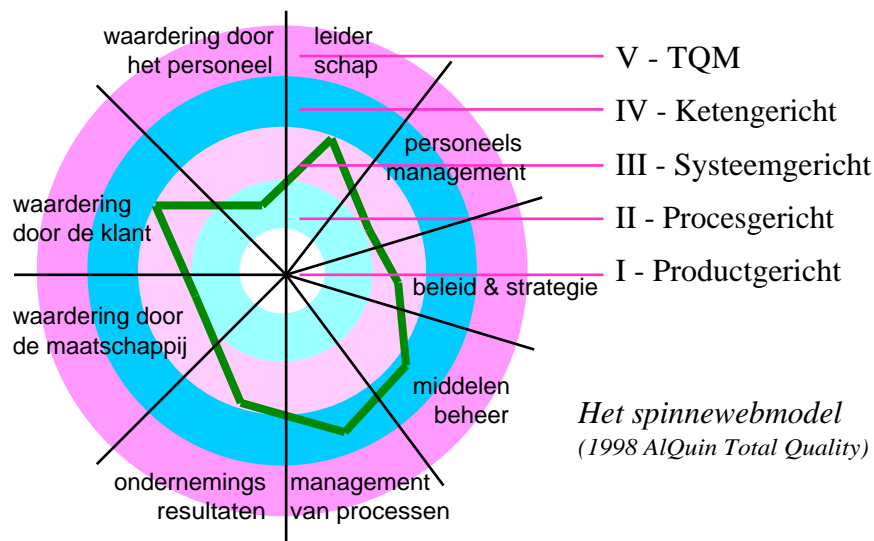 waardering door
het personeel
leider
schap
personeels
management
beleid & strategie
middelen
beheer
management
van processen
ondernemings
resultaten
waardering door
de maatschappij
waardering
door de klant
V - TQM
IV - Ketengericht
III - Systeemgericht
II - Procesgericht
I - Productgericht
Het spinnewebmodel
(1998 AlQuin Total Quality)